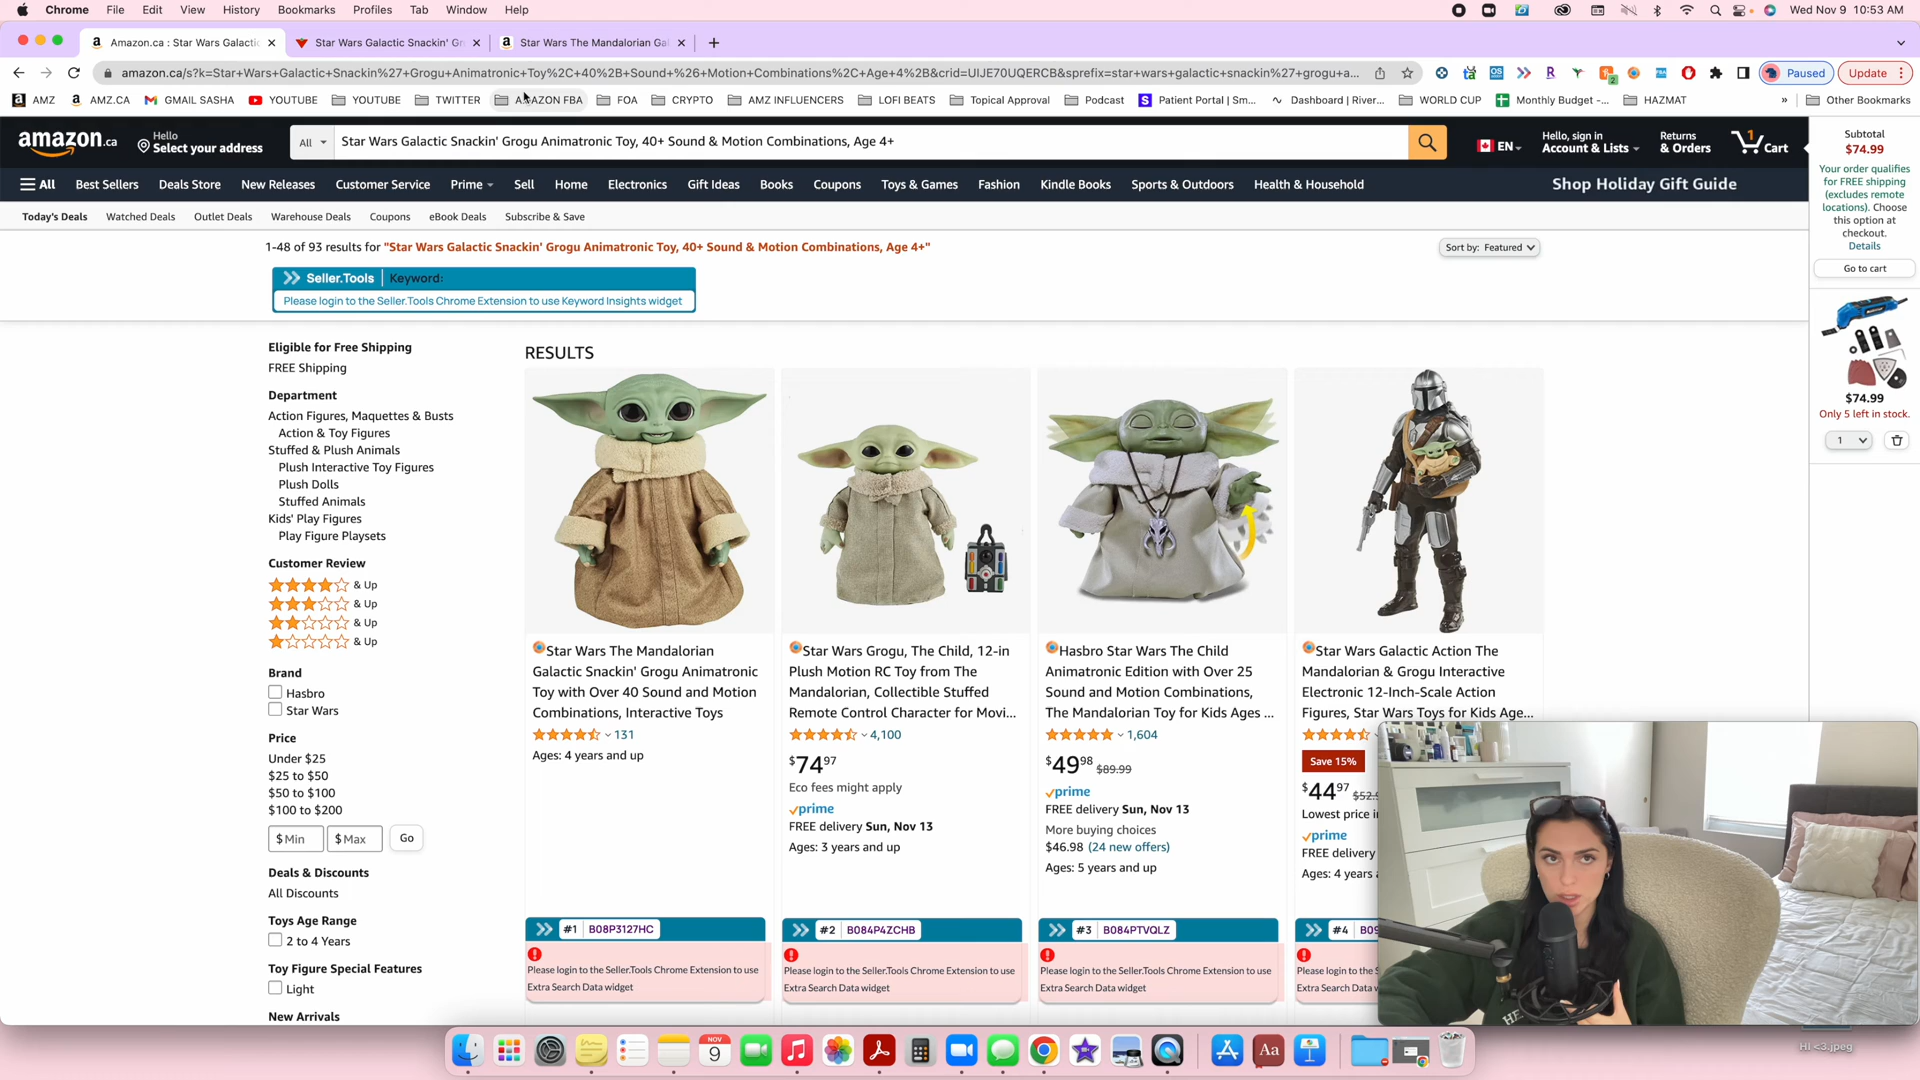 Chrome File Edit View History Bookmarks Profiles Tab Window Help
Wed Nov 9 10:53 AM
Amazon.ca : Star Wars Galactic
Star Wars Galactic Snackin' Gr
Star Wars The Mandalorian Gal
amazon.ca/s?k=Star+Wars+Galactic+Snackin%27+Grogu+Animatronic+Toy%2C+40%2B+Sound+%26+Motion+Combinations%2C+Age+4%2B&crid=UIJE70UQERCB&sprefix=star+wars+galactic+snackin%27+grogu+a...
Paused
Update
AMZ AMZ.CA GMAIL SASHA YOUTUBE YOUTUBE TWITTER AMAZON FBA FOA CRYPTO AMZ INFLUENCERS LOFI BEATS Topical Approval Podcast Patient Portal | Sm... Dashboard | River... WORLD CUP Monthly Budget -... HAZMAT » Other Bookmarks
amazon.ca
Hello
Select your address
All
Star Wars Galactic Snackin' Grogu Animatronic Toy, 40+ Sound & Motion Combinations, Age 4+
EN
Hello, sign in
Account & Lists
Returns
& Orders
1
Cart
All Best Sellers Deals Store New Releases Customer Service Prime Sell Home Electronics Gift Ideas Books Coupons Toys & Games Fashion Kindle Books Sports & Outdoors Health & Household
Shop Holiday Gift Guide
Today's Deals Watched Deals Outlet Deals Warehouse Deals Coupons eBook Deals Subscribe & Save
1-48 of 93 results for "Star Wars Galactic Snackin' Grogu Animatronic Toy, 40+ Sound & Motion Combinations, Age 4+"
Sort by: Featured
Seller.Tools | Keyword:
Please login to the Seller.Tools Chrome Extension to use Keyword Insights widget
Eligible for Free Shipping
FREE Shipping
Department
Action Figures, Maquettes & Busts
Action & Toy Figures
Stuffed & Plush Animals
Plush Interactive Toy Figures
Plush Dolls
Stuffed Animals
Kids' Play Figures
Play Figure Playsets
Customer Review
& Up
& Up
& Up
& Up
Brand
Hasbro
Star Wars
Price
Under $25
$25 to $50
$50 to $100
$100 to $200
$ Min $ Max Go
Deals & Discounts
All Discounts
Toys Age Range
2 to 4 Years
Toy Figure Special Features
Light
New Arrivals
RESULTS
Star Wars The Mandalorian
Galactic Snackin' Grogu Animatronic
Toy with Over 40 Sound and Motion
Combinations, Interactive Toys
131
Ages: 4 years and up
#1 B08P3127HC
Please login to the Seller.Tools Chrome Extension to use
Extra Search Data widget
Star Wars Grogu, The Child, 12-in
Plush Motion RC Toy from The
Mandalorian, Collectible Stuffed
Remote Control Character for Movi...
4,100
$74.97
Eco fees might apply
prime
FREE delivery Sun, Nov 13
Ages: 3 years and up
#2 B084P4ZCHB
Please login to the Seller.Tools Chrome Extension to use
Extra Search Data widget
Hasbro Star Wars The Child
Animatronic Edition with Over 25
Sound and Motion Combinations,
The Mandalorian Toy for Kids Ages ...
1,604
$49.98 $89.99
prime
FREE delivery Sun, Nov 13
More buying choices
$46.98 (24 new offers)
Ages: 5 years and up
#3 B084PTVQLZ
Please login to the Seller.Tools Chrome Extension to use
Extra Search Data widget
Star Wars Galactic Action The
Mandalorian & Grogu Interactive
Electronic 12-Inch-Scale Action
Figures, Star Wars Toys for Kids Age...
Save 15%
$44.97 $52.
Lowest price i
prime
FREE delivery
Ages: 4 years a
#4 B09
Please login t
Extra Search D
Subtotal
$74.99
Your order qualifies
for FREE shipping
(excludes remote
locations). Choose
this option at
checkout.
Details
Go to cart
$74.99
Only 5 left in stock.
1
NOV
9
Aa
HI <3.jpeg